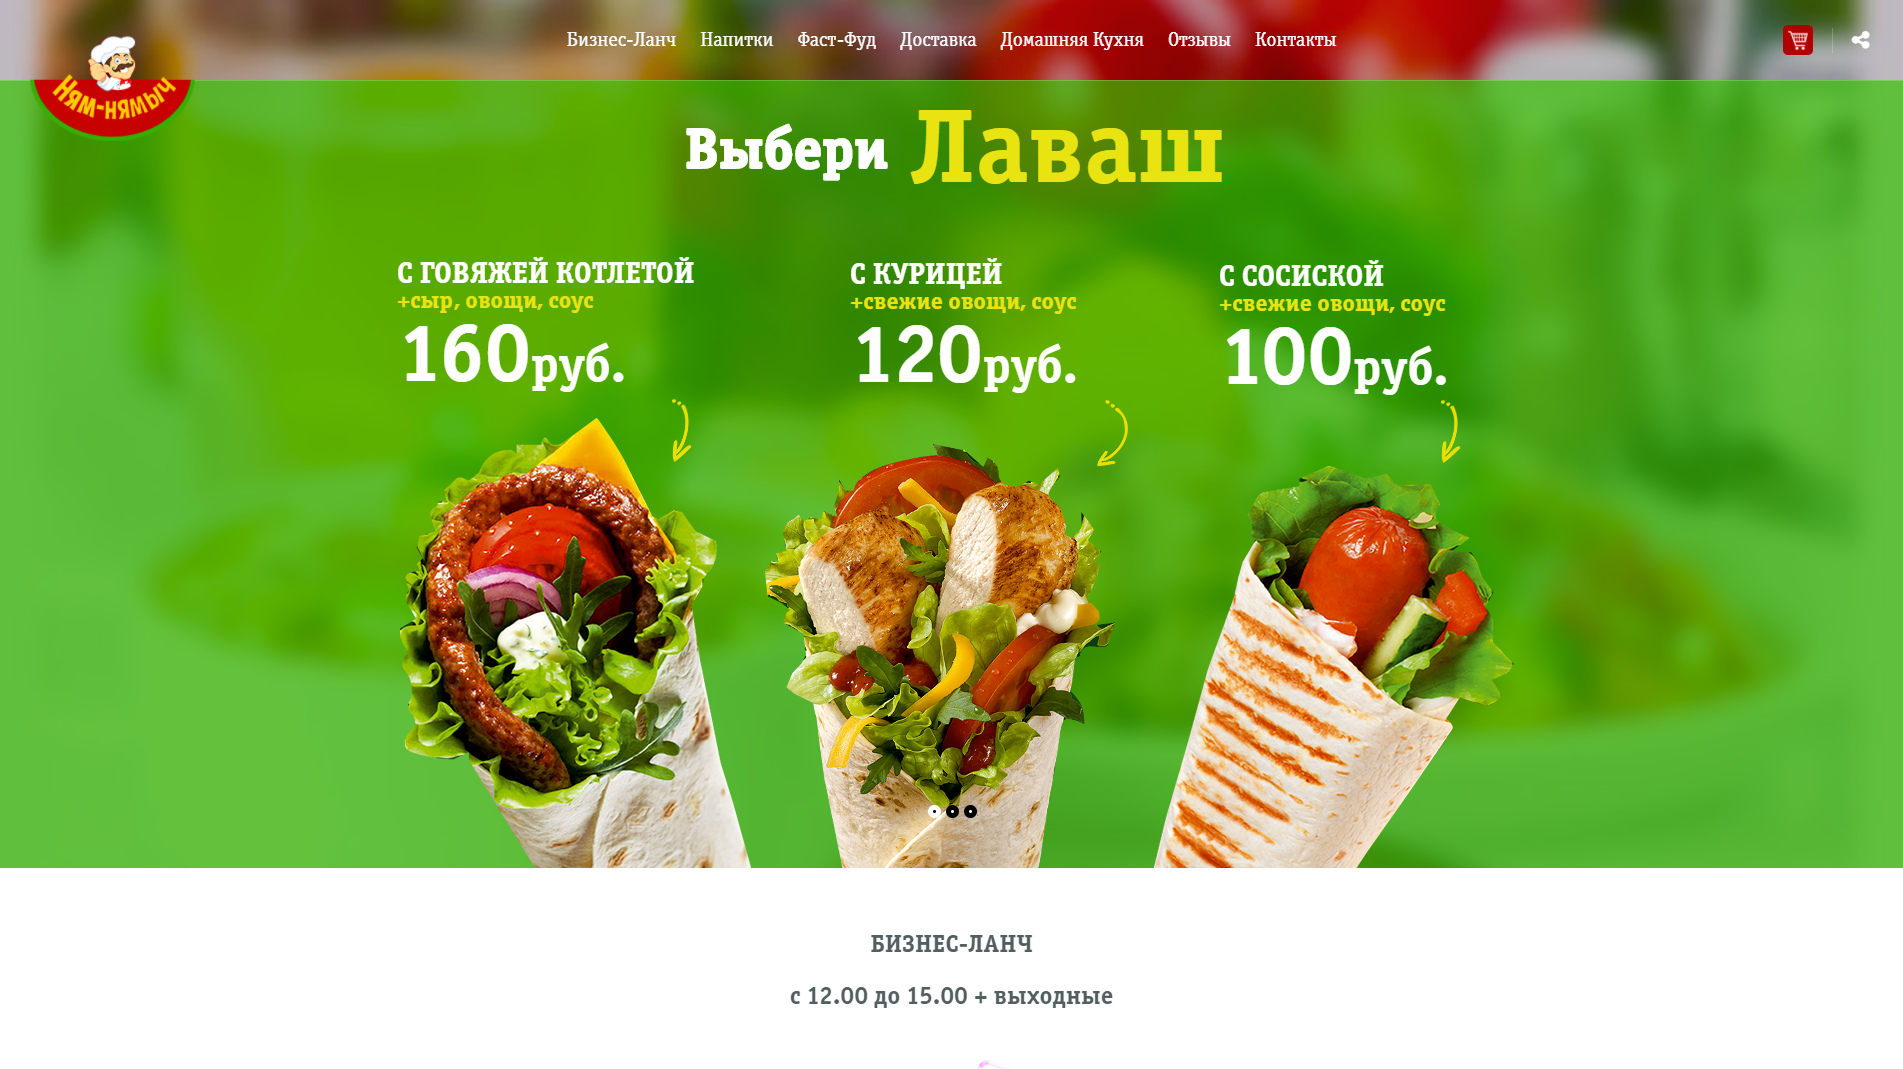 Бизнес-Ланч Напитки Фаст-Фуд Доставка Домашняя Кухня Отзывы Контакты
Ням-нямыч
Выбери Лаваш
С ГОВЯЖЕЙ КОТЛЕТОЙ
+сыр, овощи, соус
160руб.
С КУРИЦЕЙ
+свежие овощи, соус
120руб.
С СОСИСКОЙ
+свежие овощи, соус
100руб.
БИЗНЕС-ЛАНЧ
с 12.00 до 15.00 + выходные